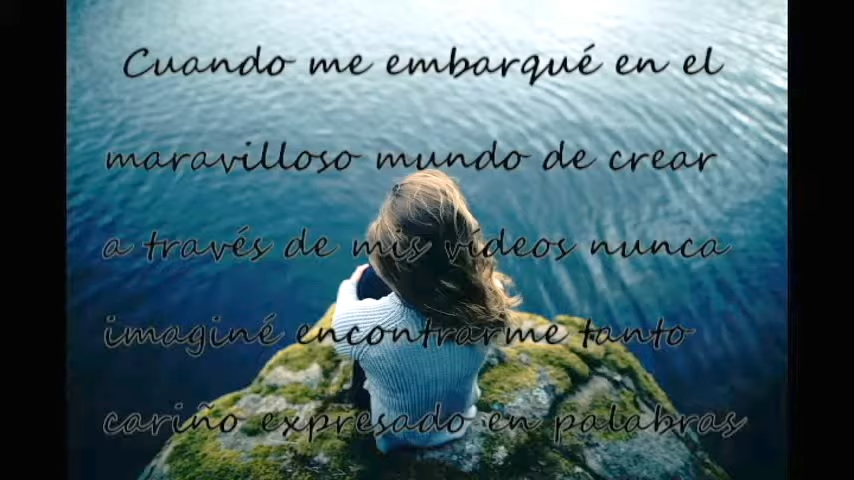 Cuando me embarqué en el
maravilloso mundo de crear
a través de mis vídeos nunca
imaginé encontrarme tanto
cariño expresado en palabras